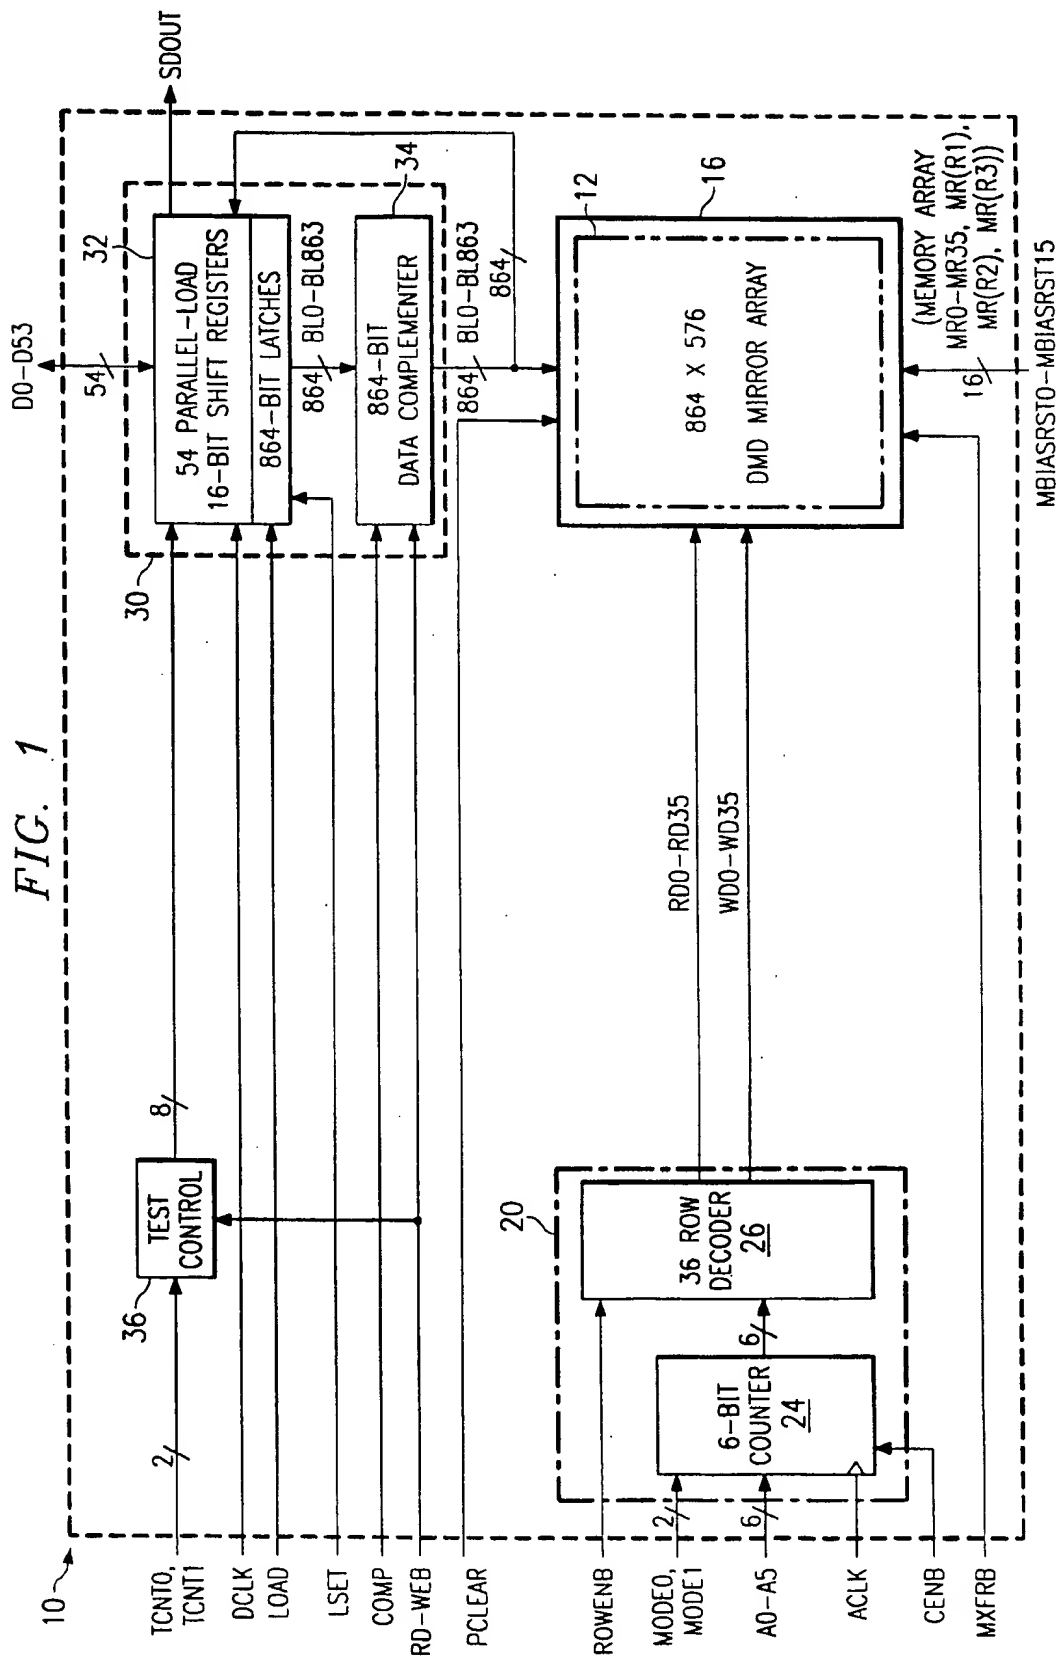 FIG. 1
10
D0-D53
54
SDOUT
32
54 PARALLEL-LOAD
16-BIT SHIFT REGISTERS
864-BIT LATCHES
30
864
BL0-BL863
34
864-BIT
DATA COMPLEMENTER
864
BL0-BL863
864
TCNT0,
TCNT1
2
36
TEST
CONTROL
8
DCLK
LOAD
LSET
COMP
RD-WEB
PCLEAR
12
16
864 X 576
DMD MIRROR ARRAY
(MEMORY ARRAY
MR0-MR35, MR(R1),
MR(R2), MR(R3))
16
MBIASRST0-MBIASRST15
RD0-RD35
WD0-WD35
20
36 ROW
DECODER
26
6
6-BIT
COUNTER
24
ROWENB
MODE0,
MODE1
2
A0-A5
6
ACLK
CENB
MXFRB